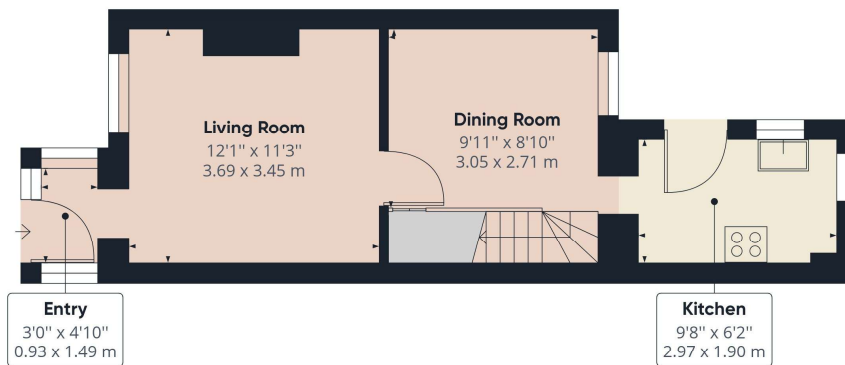 Living Room
12'1" x 11'3"
3.69 x 3.45 m
Dining Room
9'11" x 8'10"
3.05 x 2.71 m
Entry
3'0" x 4'10"
0.93 x 1.49 m
Kitchen
9'8" x 6'2"
2.97 x 1.90 m